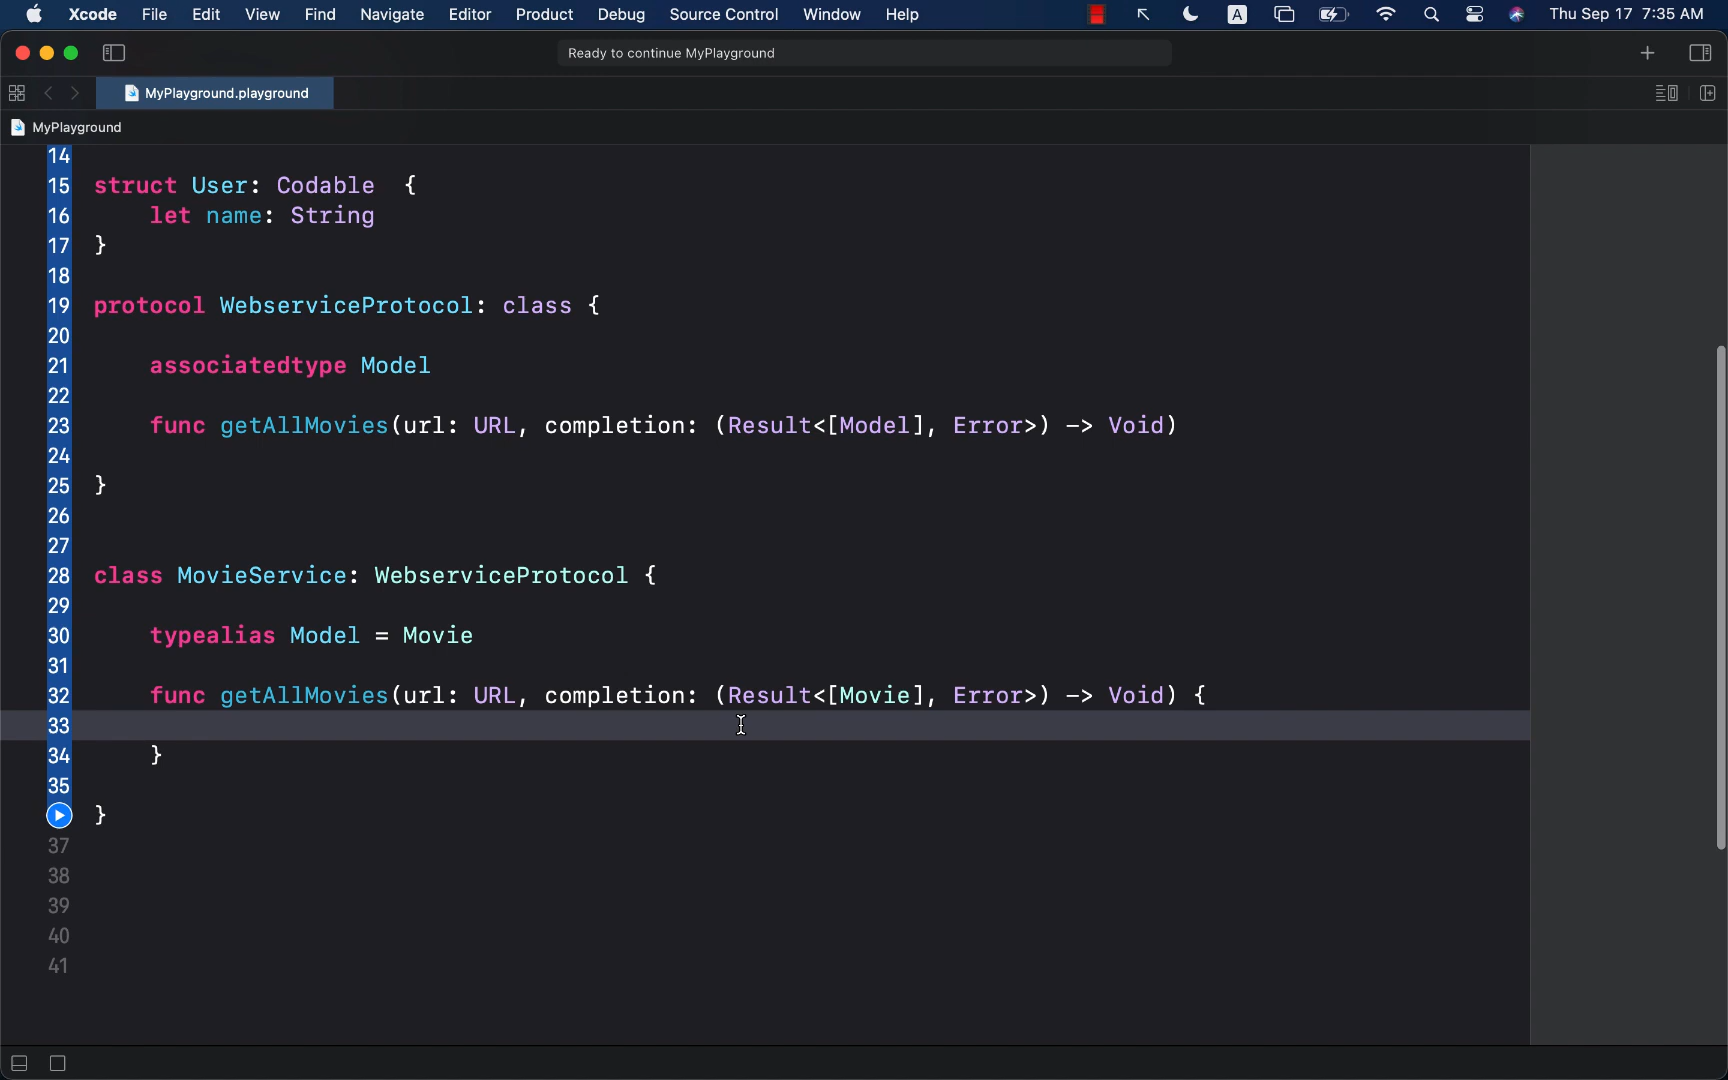 Xcode File Edit View Find Navigate Editor Product Debug Source Control Window Help A Thu Sep 17 7:35 AM
Ready to continue MyPlayground
MyPlayground.playground
MyPlayground
14
15 struct User: Codable {
16 let name: String
17 }
18
19 protocol WebserviceProtocol: class {
20
21 associatedtype Model
22
23 func getAllMovies(url: URL, completion: (Result<[Model], Error>) -> Void)
24
25 }
26
27
28 class MovieService: WebserviceProtocol {
29
30 typealias Model = Movie
31
32 func getAllMovies(url: URL, completion: (Result<[Movie], Error>) -> Void) {
33
34 }
35
}
37
38
39
40
41